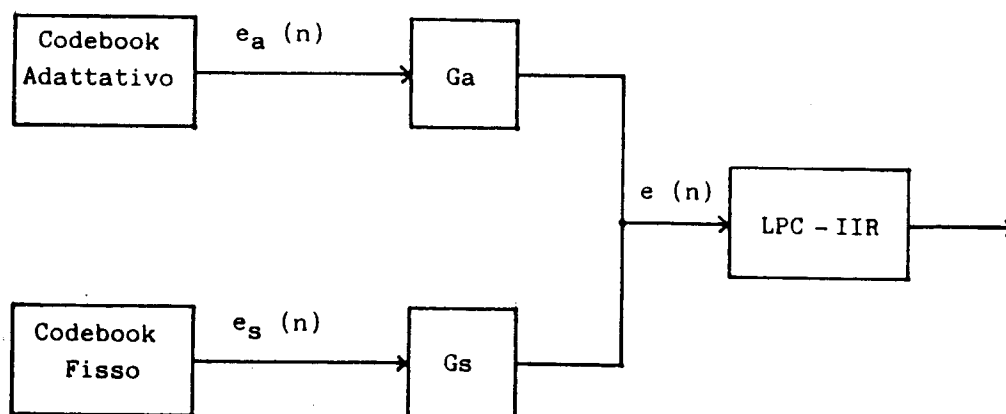 Codebook
Adattativo
e_a (n)
Ga
e (n)
LPC - IIR
Codebook
Fisso
e_s (n)
Gs